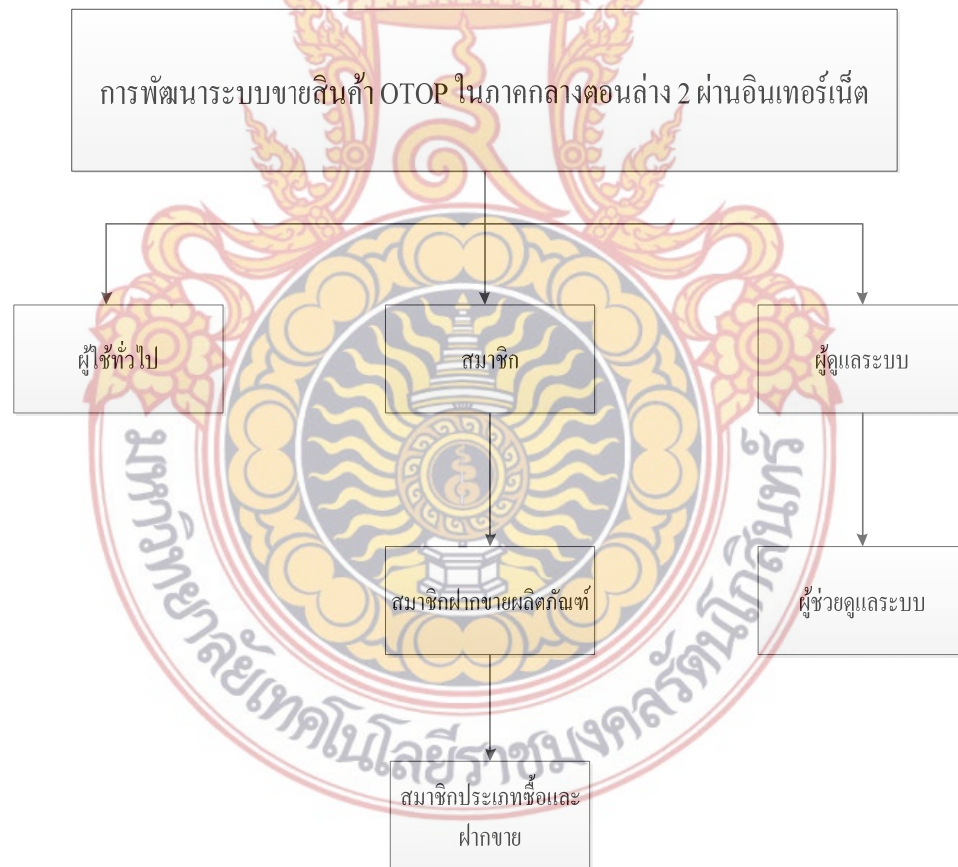 การพัฒนาระบบขายสินค้า OTOP ในภาคกลางตอนล่าง 2 ผ่านอินเทอร์เน็ต
ผู้ใช้ทั่วไป
สมาชิก
ผู้ดูแลระบบ
สมาชิกฝากขายผลิตภัณฑ์
ผู้ช่วยดูแลระบบ
สมาชิกประเภทซื้อและ
ฝากขาย
มหาวิทยาลัยเทคโนโลยีราชมงคลรัตนโกสินทร์